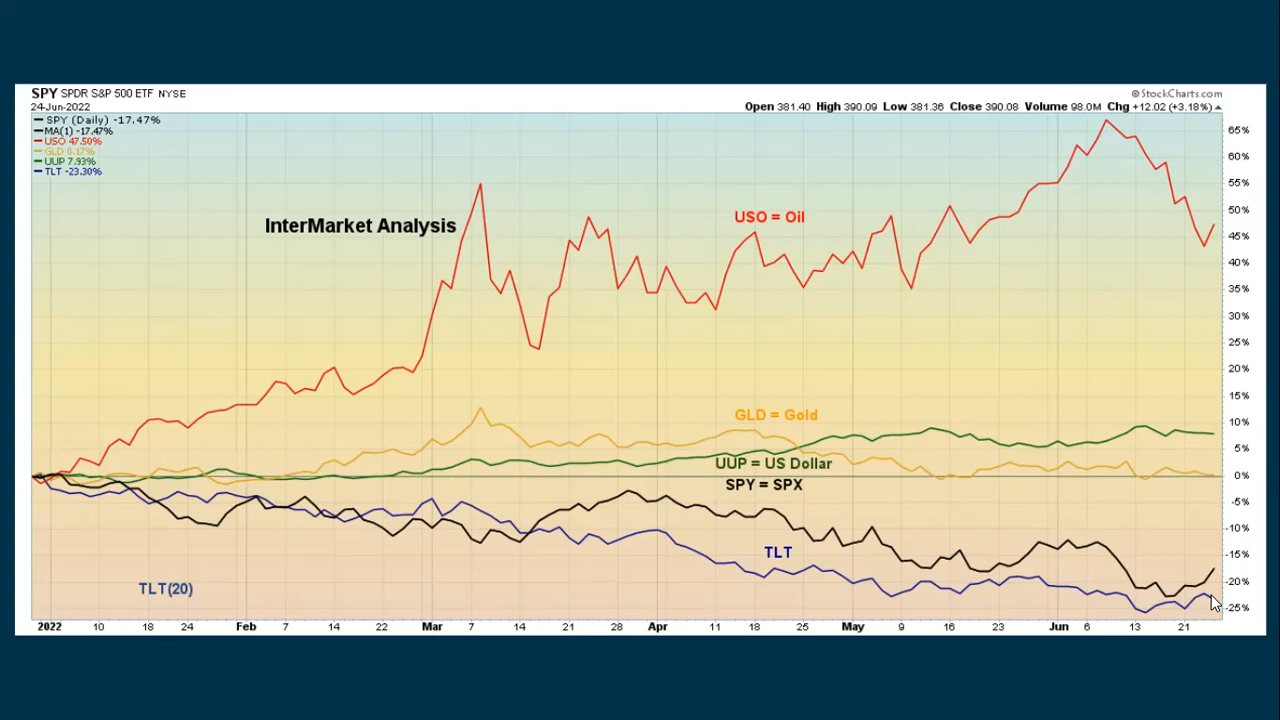 SPY SPDR S&P 500 ETF NYSE
© StockCharts.com
24-Jun-2022
Open 381.40 High 390.09 Low 381.36 Close 390.08 Volume 98.0M Chg +12.02 (+3.18%)
SPY (Daily) -17.47%
MA(1) -17.47%
USO 47.50%
GLD 0.17%
UUP 7.93%
TLT -23.30%
InterMarket Analysis
USO = Oil
GLD = Gold
UUP = US Dollar
SPY = SPX
TLT
TLT(20)
65%
60%
55%
50%
45%
40%
35%
30%
25%
20%
15%
10%
5%
0%
-5%
-10%
-15%
-20%
-25%
2022 10 18 24 Feb 7 14 22 Mar 7 14 21 28 Apr 11 18 25 May 9 16 23 Jun 6 13 21